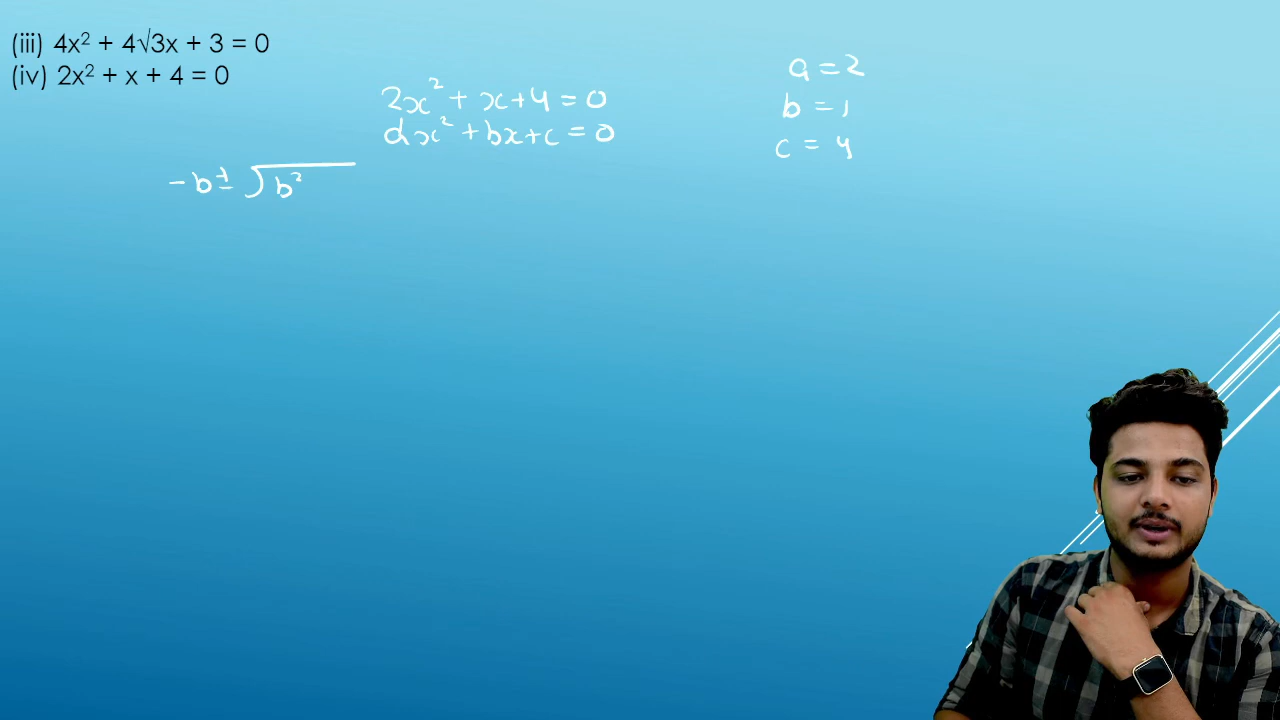 (iii) 4x² + 4√3x + 3 = 0
(iv) 2x² + x + 4 = 0
2x² + x + 4 = 0
ax² + bx + c = 0
a = 2
b = 1
c = 4
-b ± √b²